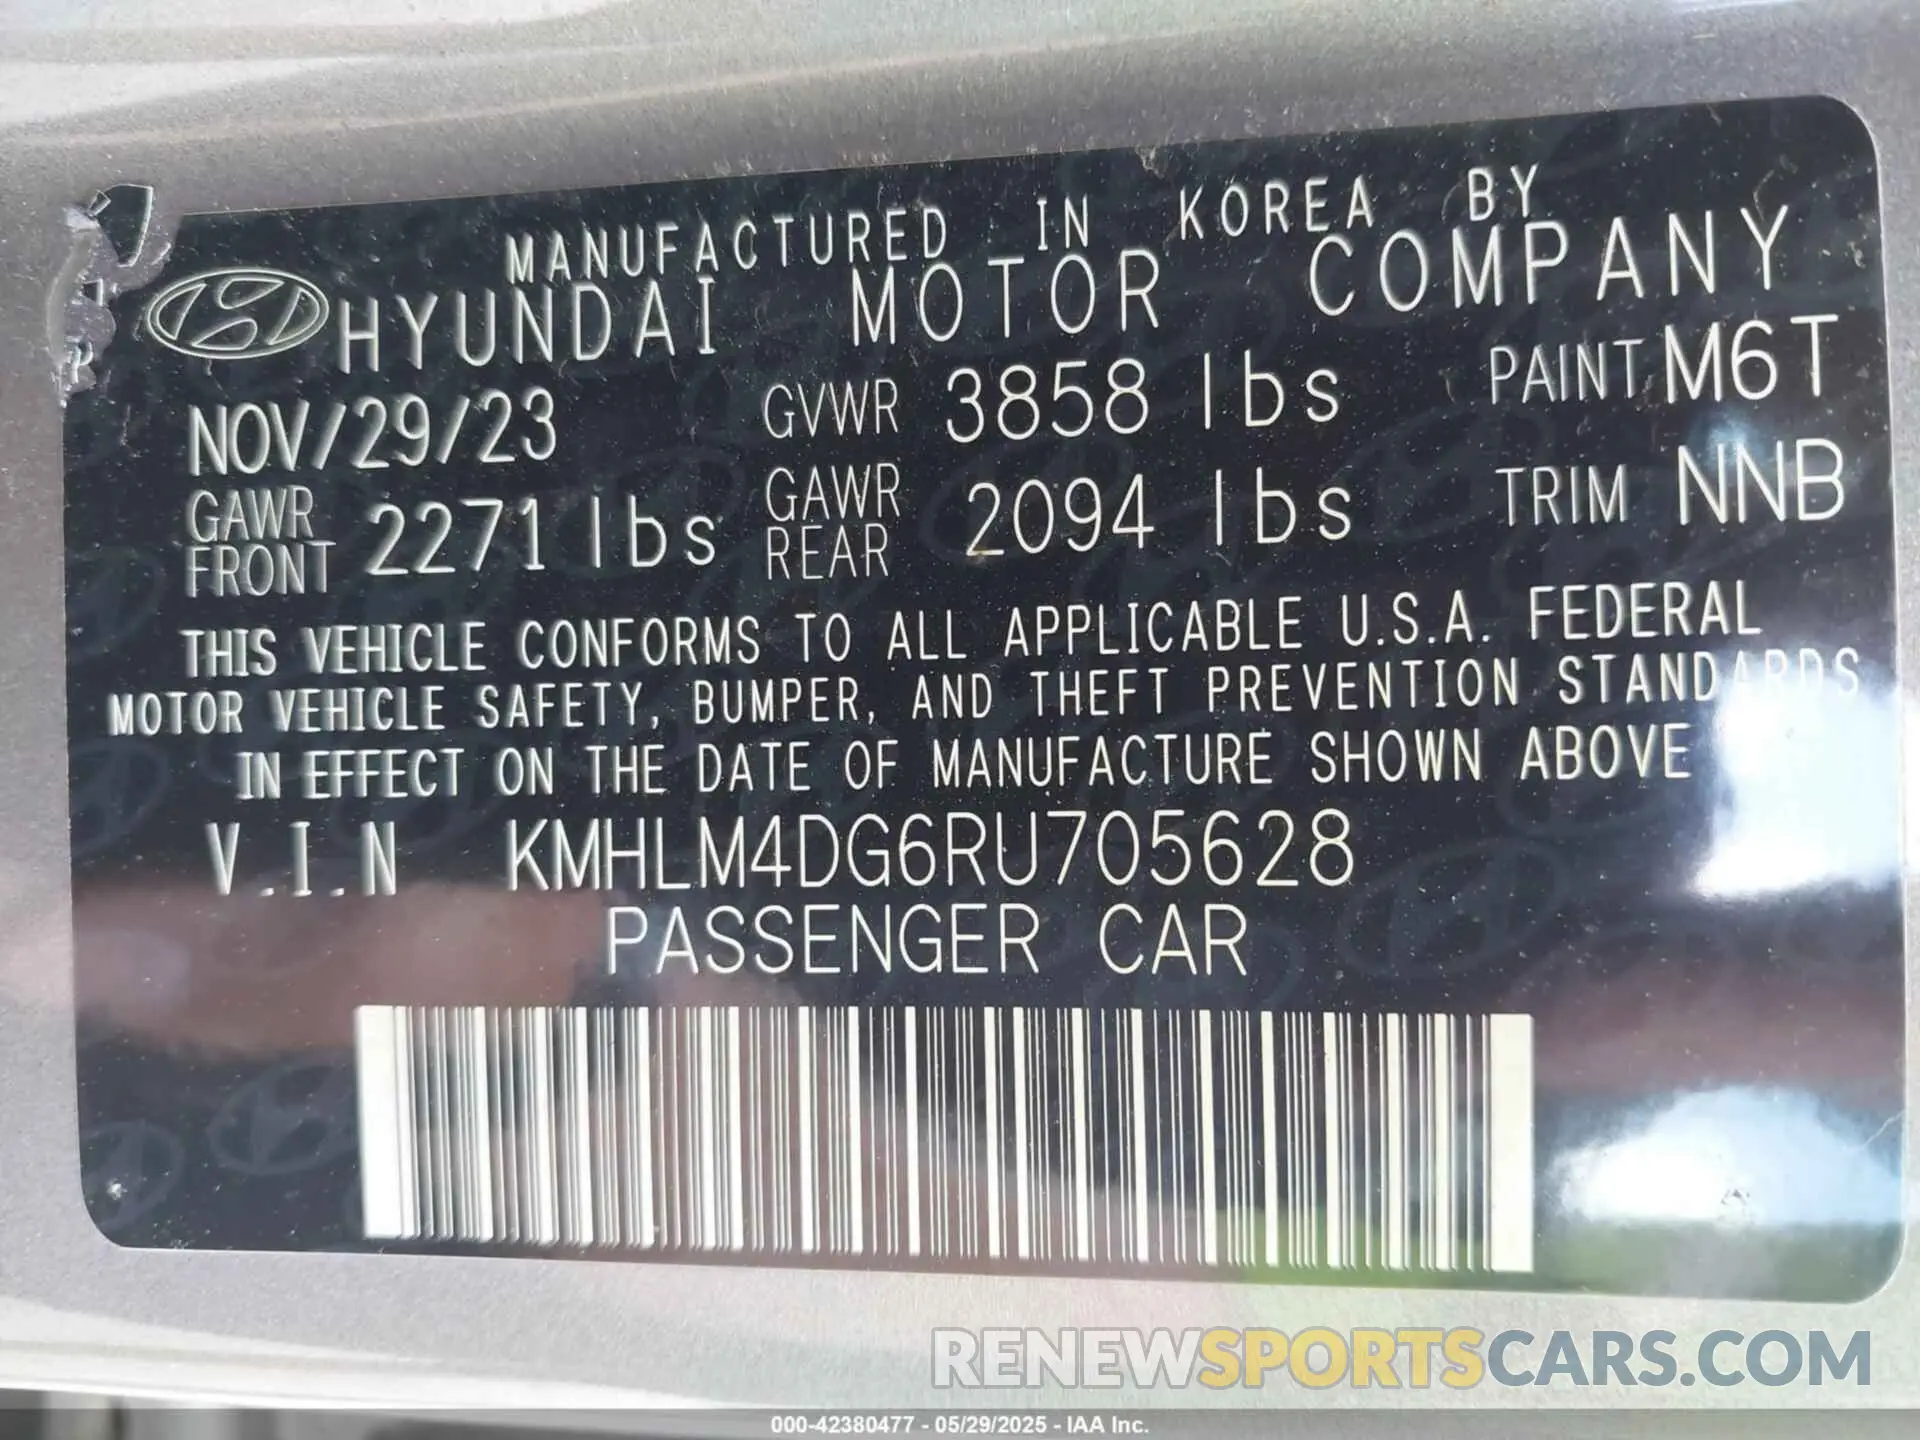 MANUFACTURED IN KOREA BY
HYUNDAI MOTOR COMPANY
NOV/29/23 GVWR 3858 lbs PAINT M6T
GAWR FRONT 2271 lbs GAWR REAR 2094 lbs TRIM NNB
THIS VEHICLE CONFORMS TO ALL APPLICABLE U.S.A. FEDERAL
MOTOR VEHICLE SAFETY, BUMPER, AND THEFT PREVENTION STANDARDS
IN EFFECT ON THE DATE OF MANUFACTURE SHOWN ABOVE
V.I.N KMHLM4DG6RU705628
PASSENGER CAR
RENEWSPORTSCARS.COM
000-42380477 - 05/29/2025 - IAA Inc.